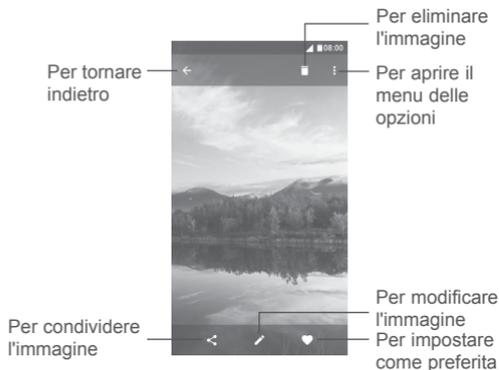 Per eliminare
l'immagine
08:00
Per tornare
indietro
Per aprire il
menu delle
opzioni
Per condividere
l'immagine
Per modificare
l'immagine
Per impostare
come preferita